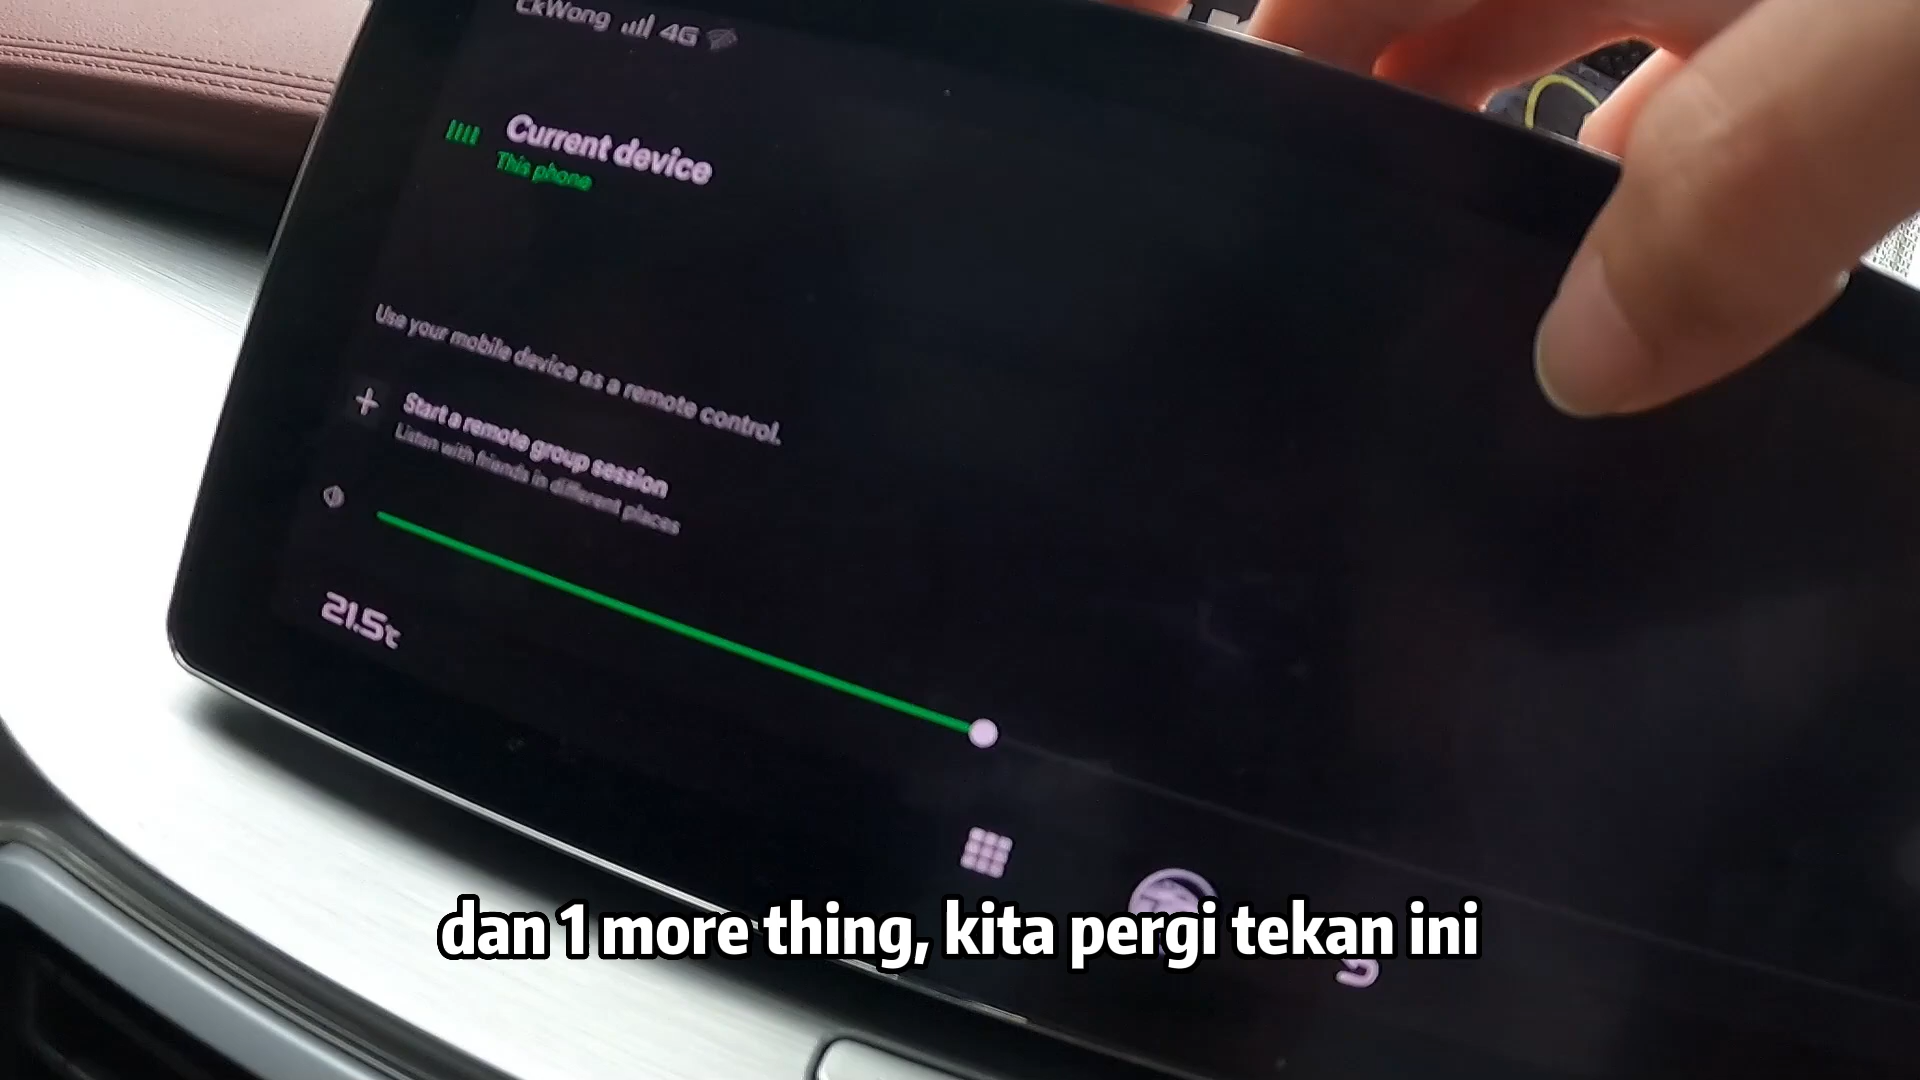 CkWong 4G
Current device
This phone
Use your mobile device as a remote control.
Start a remote group session
Listen with friends in different places
21.5℃
dan 1 more thing, kita pergi tekan ini